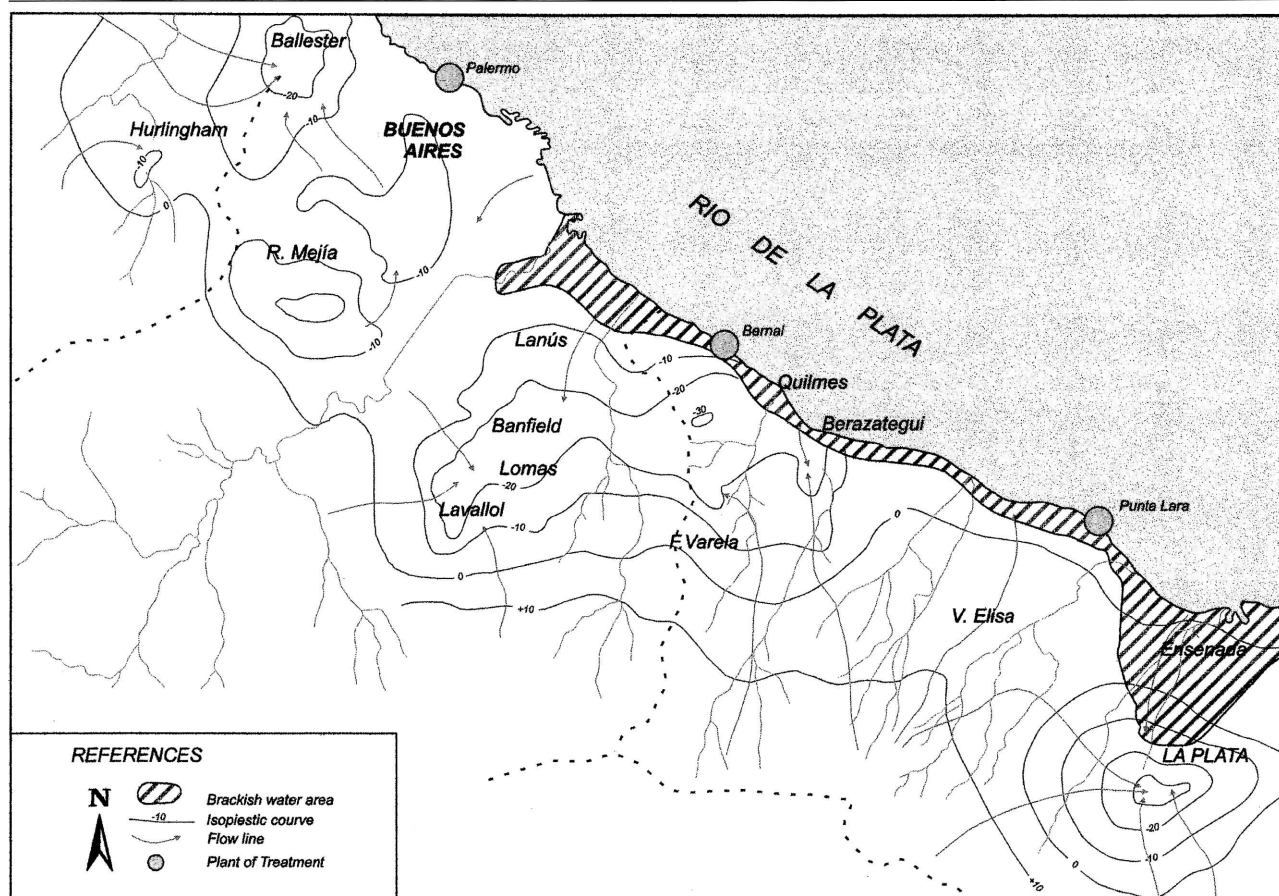 Ballester
Palermo
-20
Hurlingham
-10
BUENOS
AIRES
-10
0
R. Mejía
-10
-10
RIO DE LA PLATA
Lanús
-10
Bernal
-20
Quilmes
-30
Berazategui
Banfield
Lomas
-20
Lavallol
-10
F. Varela
0
Punta Lara
0
+10
V. Elisa
Ensenada
LA PLATA
-20
-10
0
+10
REFERENCES
N
Brackish water area
-10
Isopiestic courve
Flow line
Plant of Treatment